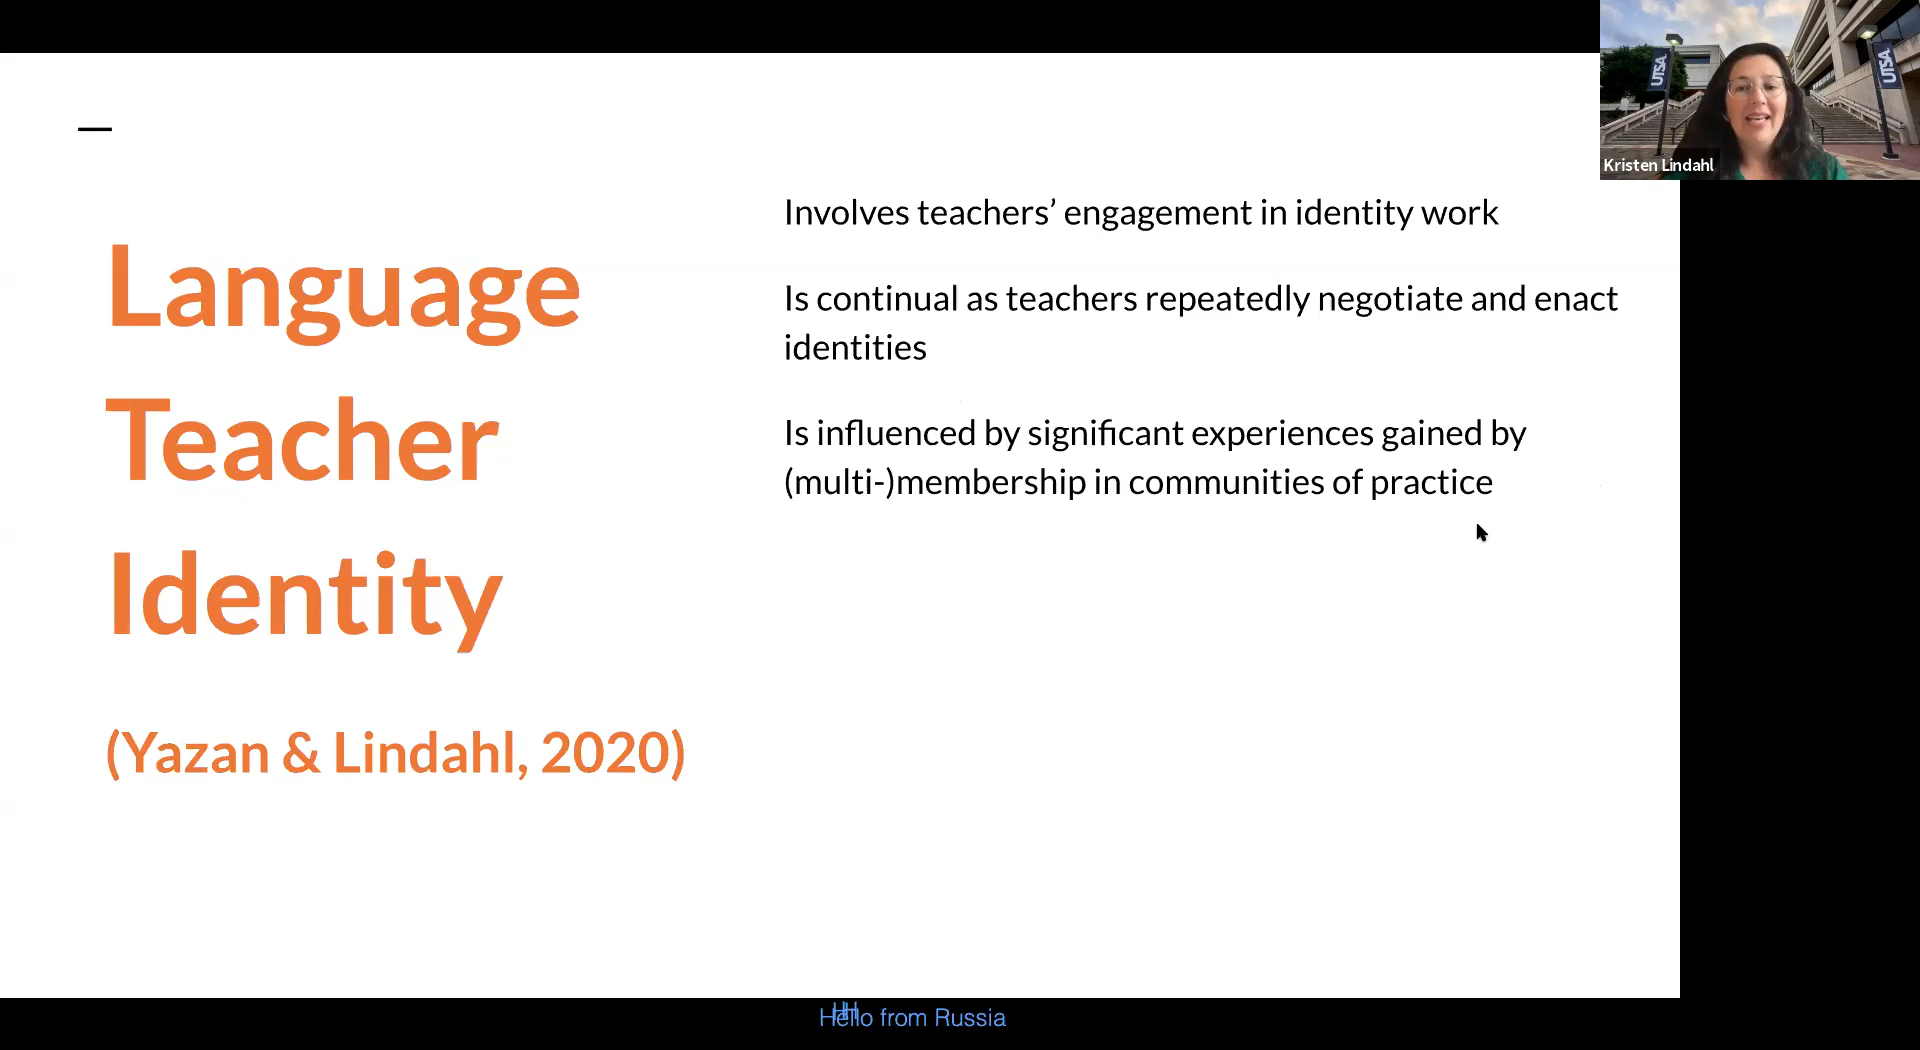 UTSA.
UTSA.
Kristen Lindahl
Language
Teacher
Identity
(Yazan & Lindahl, 2020)
Involves teachers’ engagement in identity work
Is continual as teachers repeatedly negotiate and enact
identities
Is influenced by significant experiences gained by
(multi-)membership in communities of practice
Hello from Russia